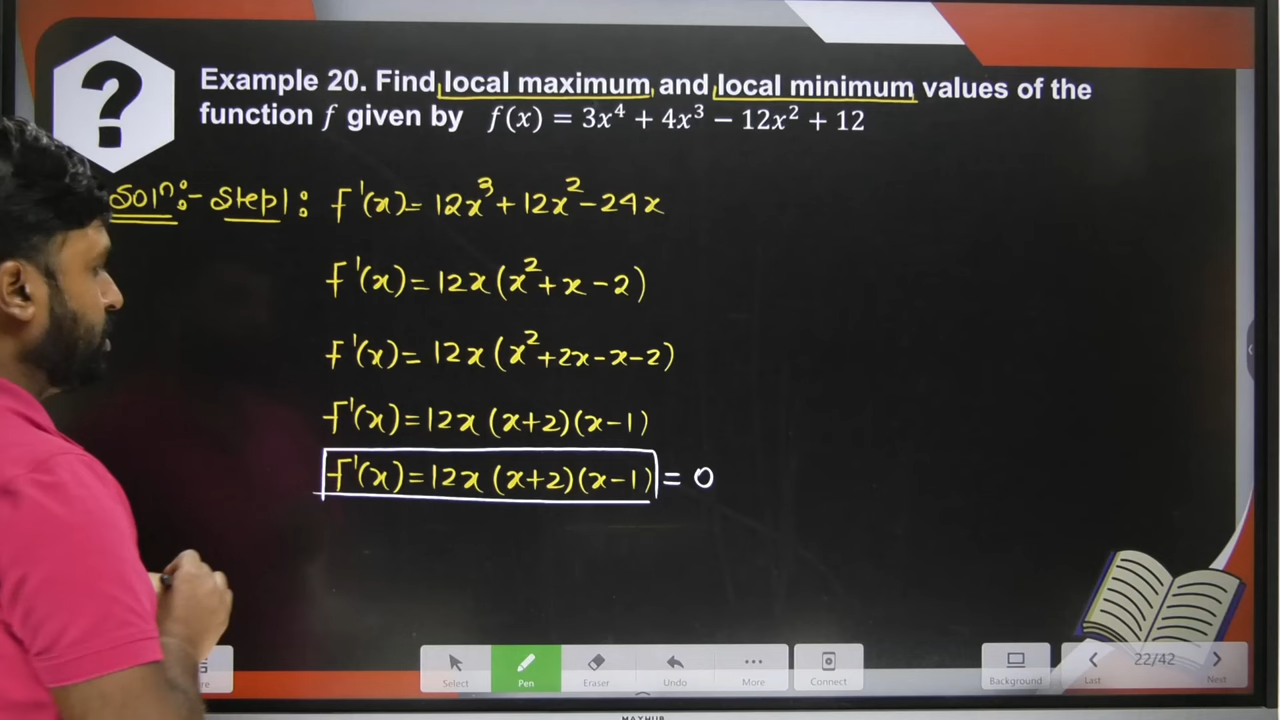 ?
Example 20. Find local maximum and local minimum values of the
function f given by f(x) = 3x⁴ + 4x³ − 12x² + 12
Solⁿ:- Step1: f'(x) = 12x³ + 12x² − 24x
f'(x) = 12x(x² + x − 2)
f'(x) = 12x(x² + 2x − x − 2)
f'(x) = 12x(x+2)(x−1)
f'(x) = 12x(x+2)(x−1) = 0
Select Pen Eraser Undo More Connect Background Last 22/42 Next
MAXHUB